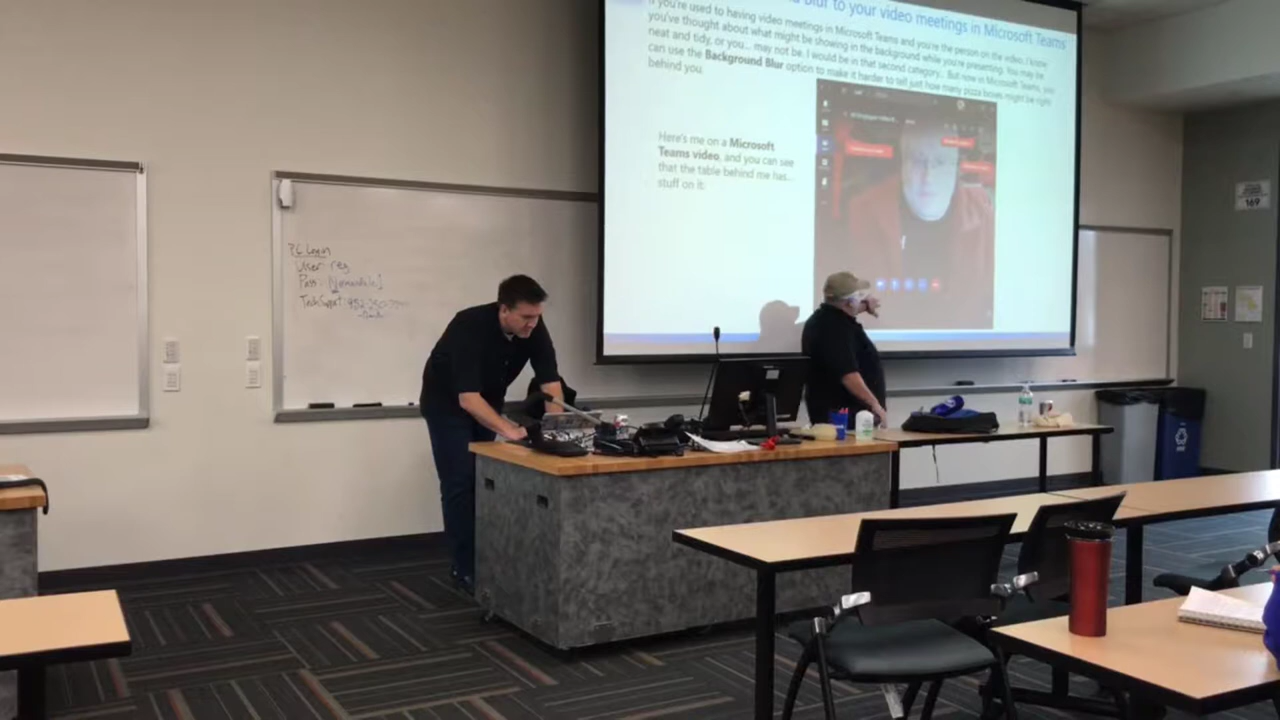 blur to your video meetings in Microsoft Teams
If you're used to having video meetings in Microsoft Teams and you're the person on the video, I know
you've thought about what might be showing in the background while you're presenting. You may be
neat and tidy, or you... may not be. I would be in that second category... But now in Microsoft Teams, you
can use the Background Blur option to make it harder to tell just how many pizza boxes might be right
behind you.
Here's me on a Microsoft
Teams video, and you can see
that the table behind me has...
stuff on it:
PC Login
User:
Pass:
Tech Support: 952
169